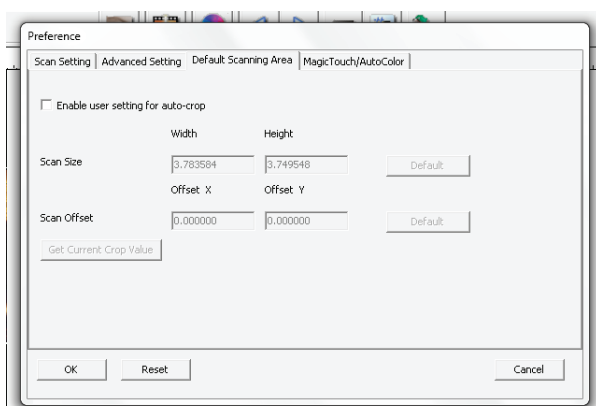 Preference
Scan Setting Advanced Setting Default Scanning Area MagicTouch/AutoColor
Enable user setting for auto-crop
Width Height
Scan Size 3.783584 3.749548 Default
Offset X Offset Y
Scan Offset 0.000000 0.000000 Default
Get Current Crop Value
OK Reset Cancel